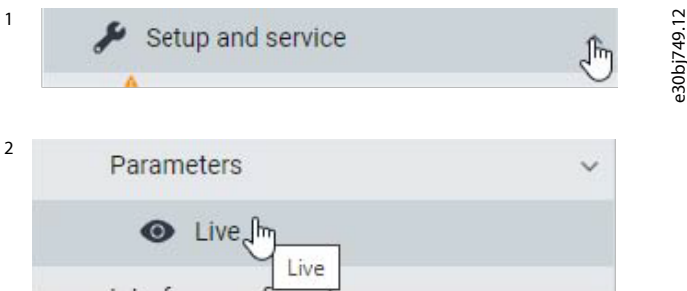 1
Setup and service
e30bj749.12
2
Parameters
Live
Live